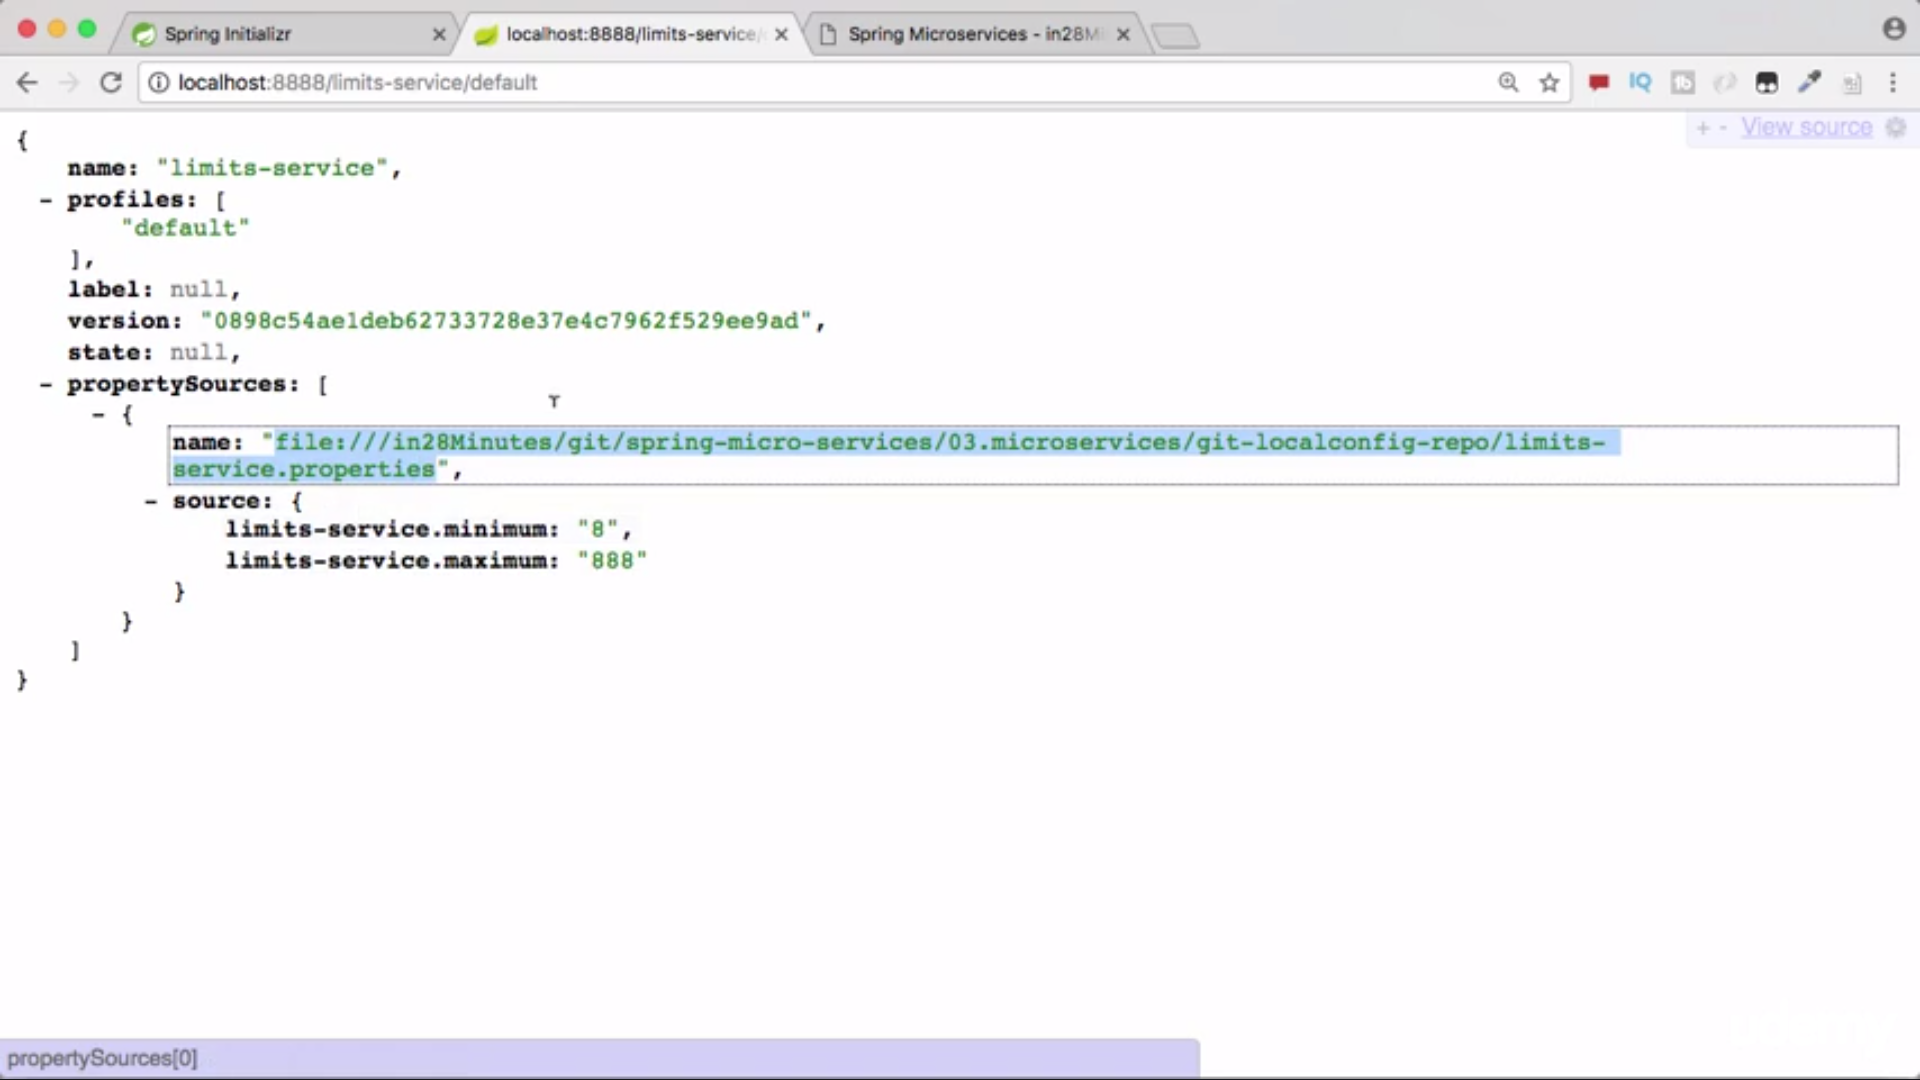 Spring Initializr
localhost:8888/limits-service/
Spring Microservices - in28M
localhost:8888/limits-service/default
IQ
+ - View source
{
name: "limits-service",
- profiles: [
"default"
],
label: null,
version: "0898c54ae1deb62733728e37e4c7962f529ee9ad",
state: null,
- propertySources: [
- {
name: "file:///in28Minutes/git/spring-micro-services/03.microservices/git-localconfig-repo/limits-
service.properties",
- source: {
limits-service.minimum: "8",
limits-service.maximum: "888"
}
}
]
}
propertySources[0]